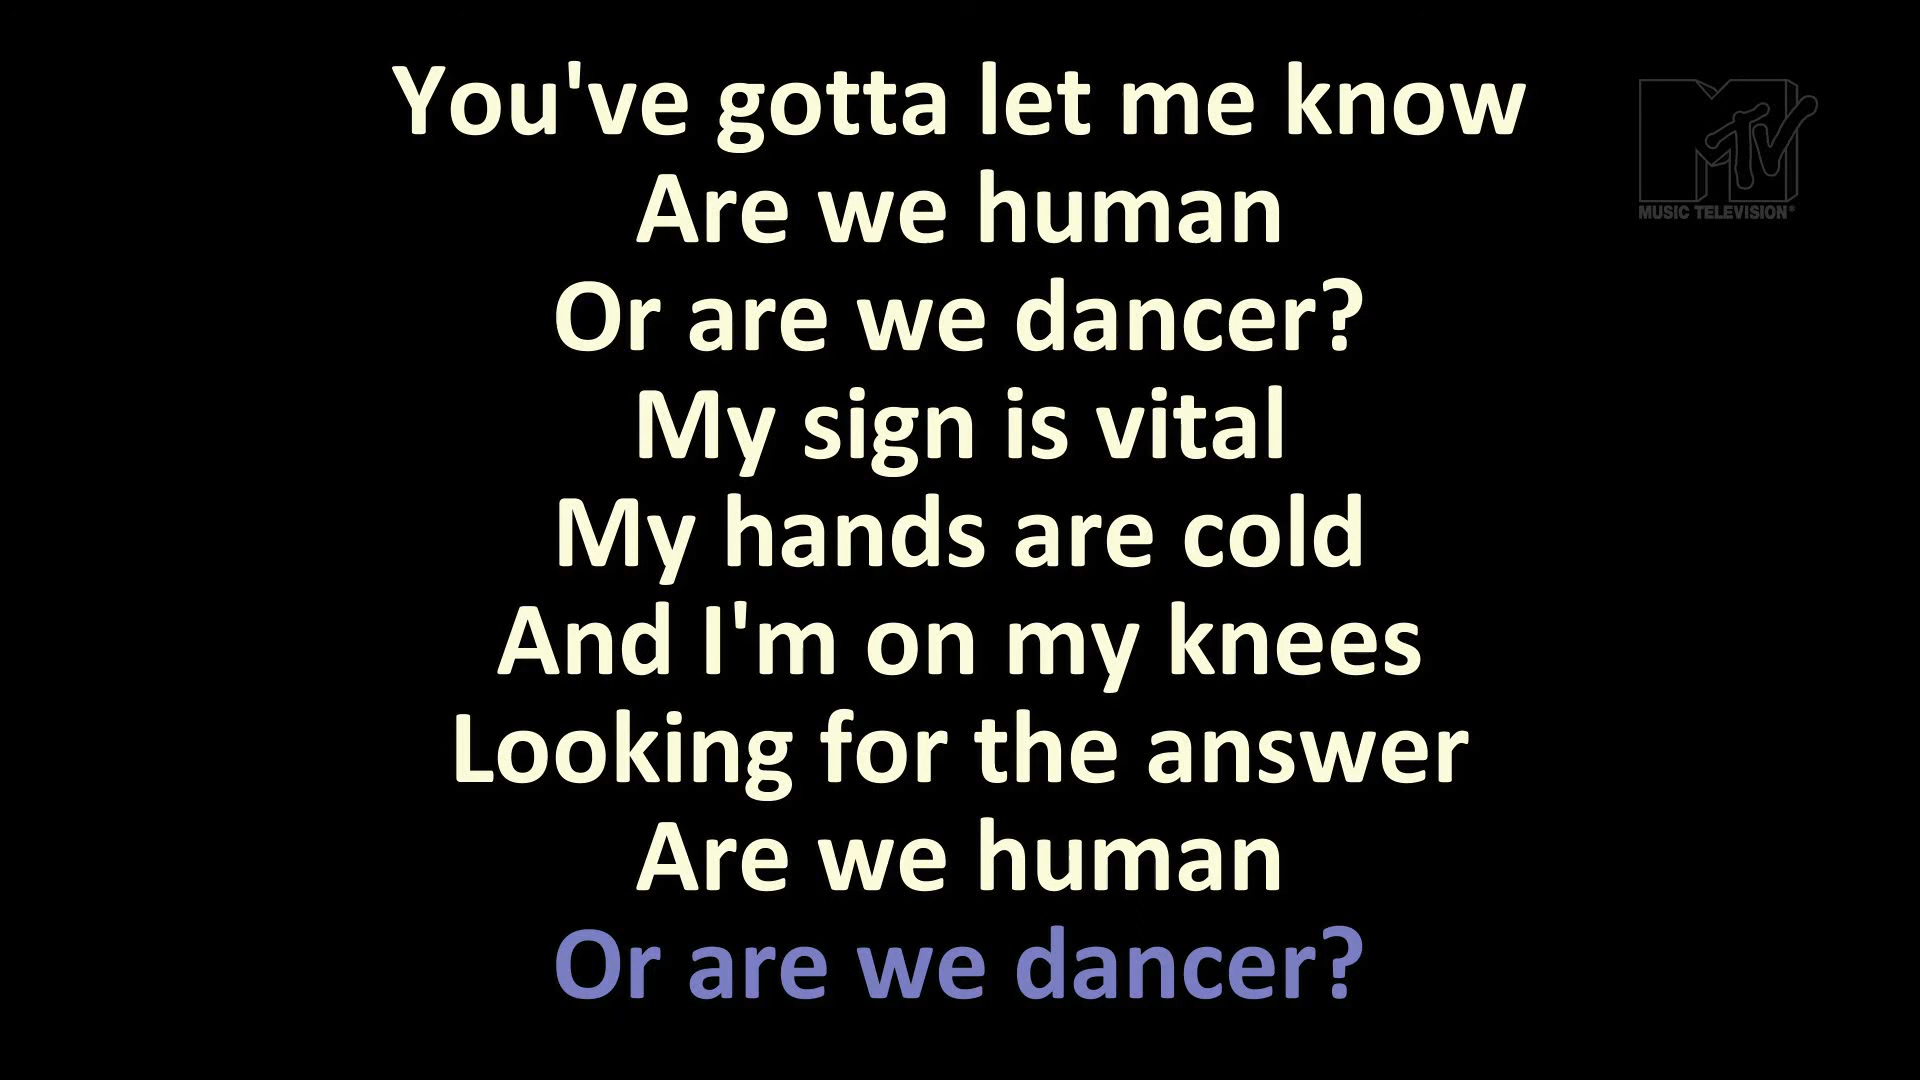 You've gotta let me know
Are we human
Or are we dancer?
My sign is vital
My hands are cold
And I'm on my knees
Looking for the answer
Are we human
Or are we dancer?
MTV
MUSIC TELEVISION®